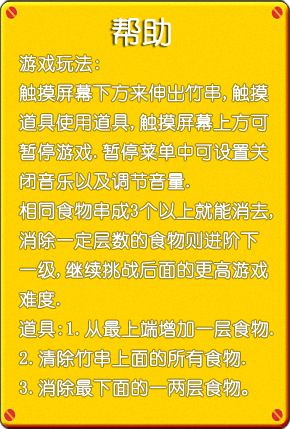 帮助
游戏玩法:
触摸屏幕下方来伸出竹串,触摸
道具使用道具,触摸屏幕上方可
暂停游戏.暂停菜单中可设置关
闭音乐以及调节音量.
相同食物串成3个以上就能消去,
消除一定层数的食物则进阶下
一级,继续挑战后面的更高游戏
难度.
道具:1.从最上端增加一层食物.
2.清除竹串上面的所有食物.
3.消除最下面的一两层食物。